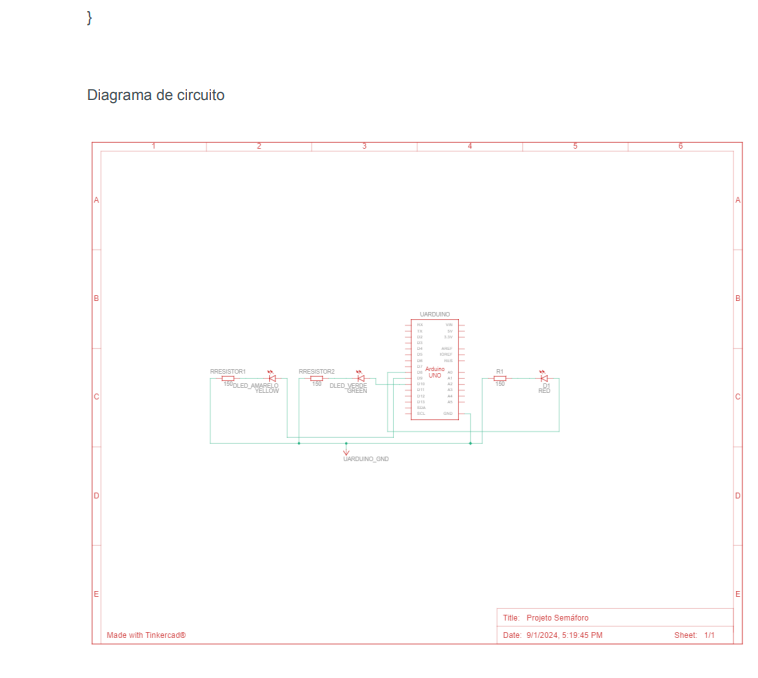 }
Diagrama de circuito
1 2 3 4 5 6
A A
B B
UARDUINO
Arduino
UNO
RRESISTOR1 RRESISTOR2 R1
150 150 150
DLED_AMARELO DLED_VERDE D1
YELLOW GREEN RED
C C
UARDUINO_GND
D D
E E
Title: Projeto Semáforo
Made with Tinkercad® Date: 9/1/2024, 5:19:45 PM Sheet: 1/1